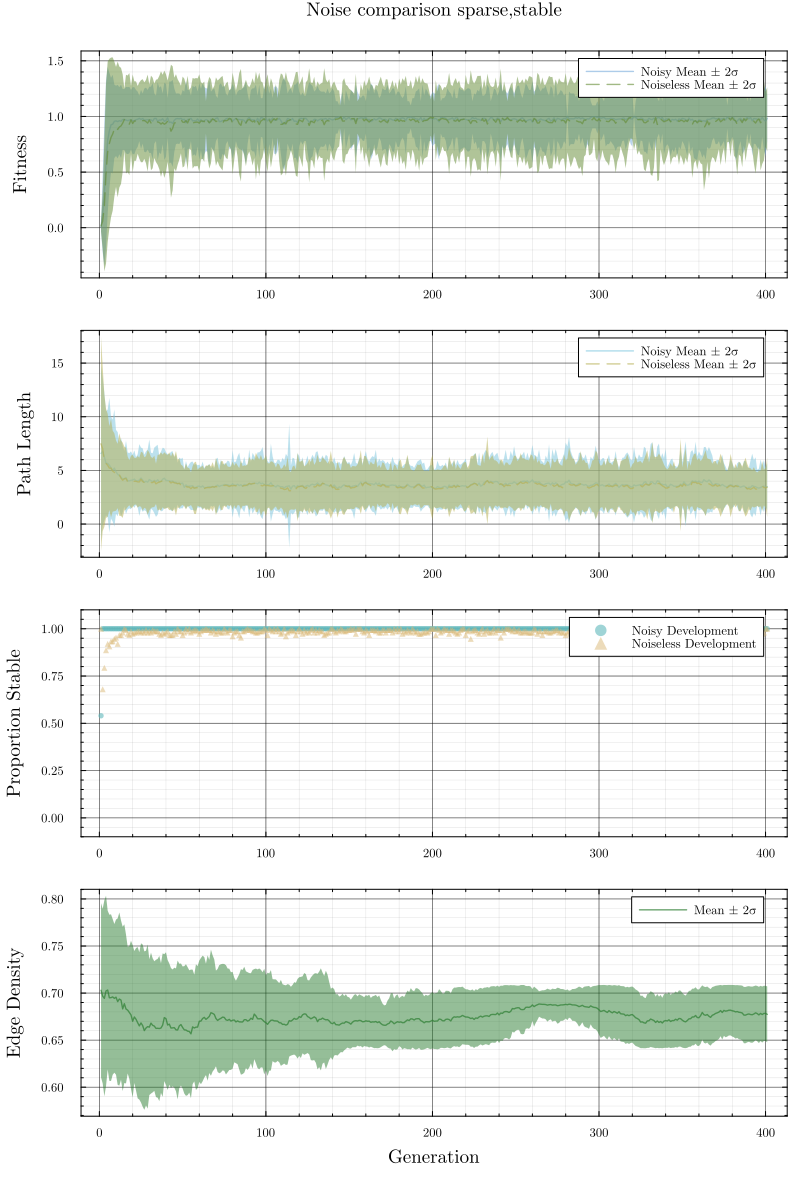 Noise comparison sparse,stable
1.5
1.0
0.5
0.0
Fitness
Noisy Mean ± 2σ
Noiseless Mean ± 2σ
0 100 200 300 400
15
10
5
0
Path Length
Noisy Mean ± 2σ
Noiseless Mean ± 2σ
0 100 200 300 400
1.00
0.75
0.50
0.25
0.00
Proportion Stable
Noisy Development
Noiseless Development
0 100 200 300 400
0.80
0.75
0.70
0.65
0.60
Edge Density
Mean ± 2σ
0 100 200 300 400
Generation